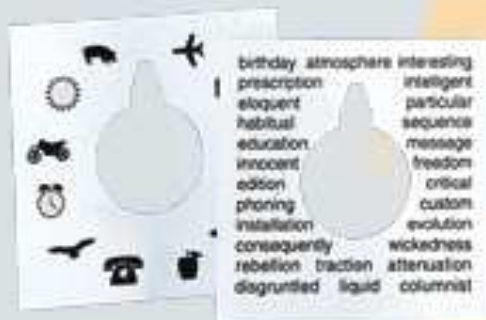 birthday atmosphere interesting
prescription intelligent
eloquent particular
habitual sequence
education message
innocent freedom
edition critical
phoning custom
installation evolution
consequently wickedness
rebellion traction attenuation
disgruntled liquid columnist